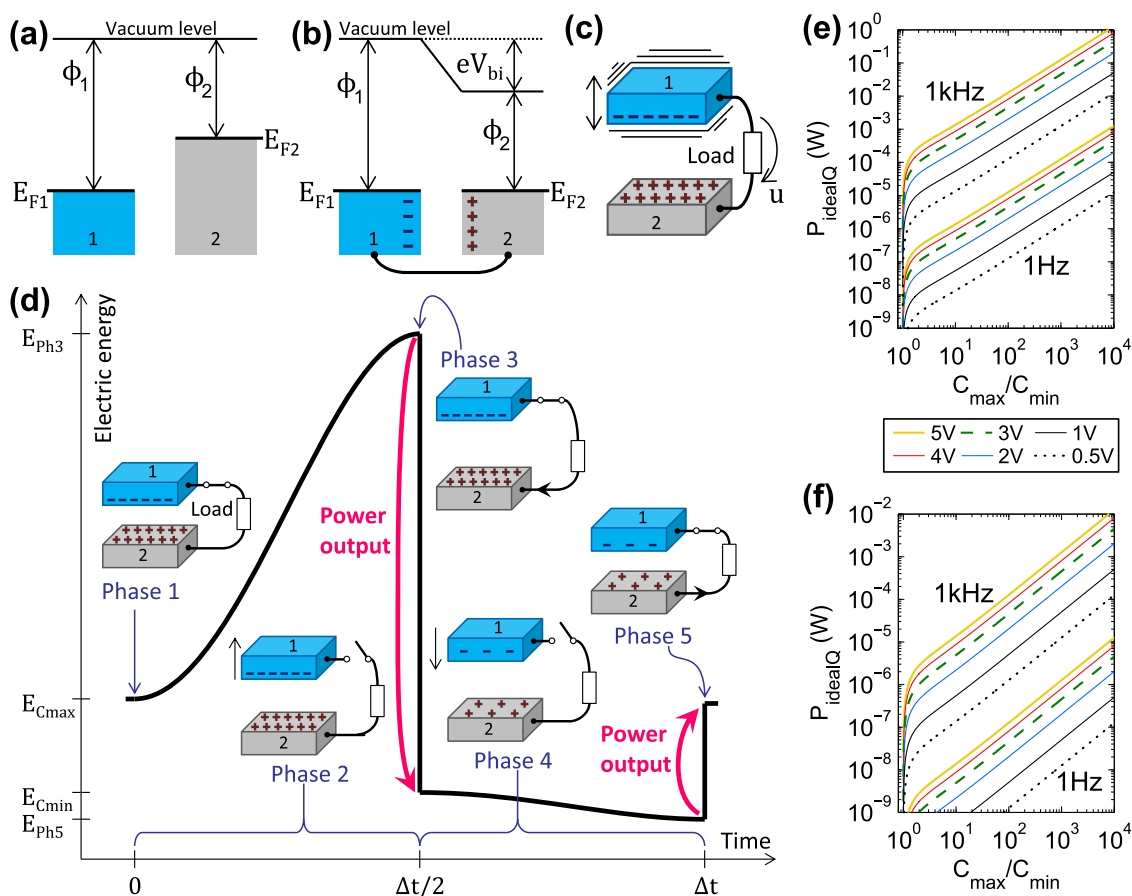 (a)
Vacuum level
ϕ1
ϕ2
EF2
EF1
1
2
(b)
Vacuum level
eVbi
ϕ1
ϕ2
EF1
EF2
1
2
(c)
1
Load
2
u
(d)
Electric energy
EPh3
ECmax
ECmin
EPh5
1
Load
2
Phase 1
1
2
Phase 2
Power
output
Phase 3
1
2
1
2
Phase 4
1
2
Phase 5
Power
output
Time
0
Δt/2
Δt
(e)
PidealQ (W)
10^0
10^−1
10^−2
10^−3
10^−4
10^−5
10^−6
10^−7
10^−8
10^−9
1kHz
1Hz
10^0 10^1 10^2 10^3 10^4
Cmax/Cmin
5V 3V 1V
4V 2V 0.5V
(f)
PidealQ (W)
10^−2
10^−3
10^−4
10^−5
10^−6
10^−7
10^−8
10^−9
1kHz
1Hz
10^0 10^1 10^2 10^3 10^4
Cmax/Cmin